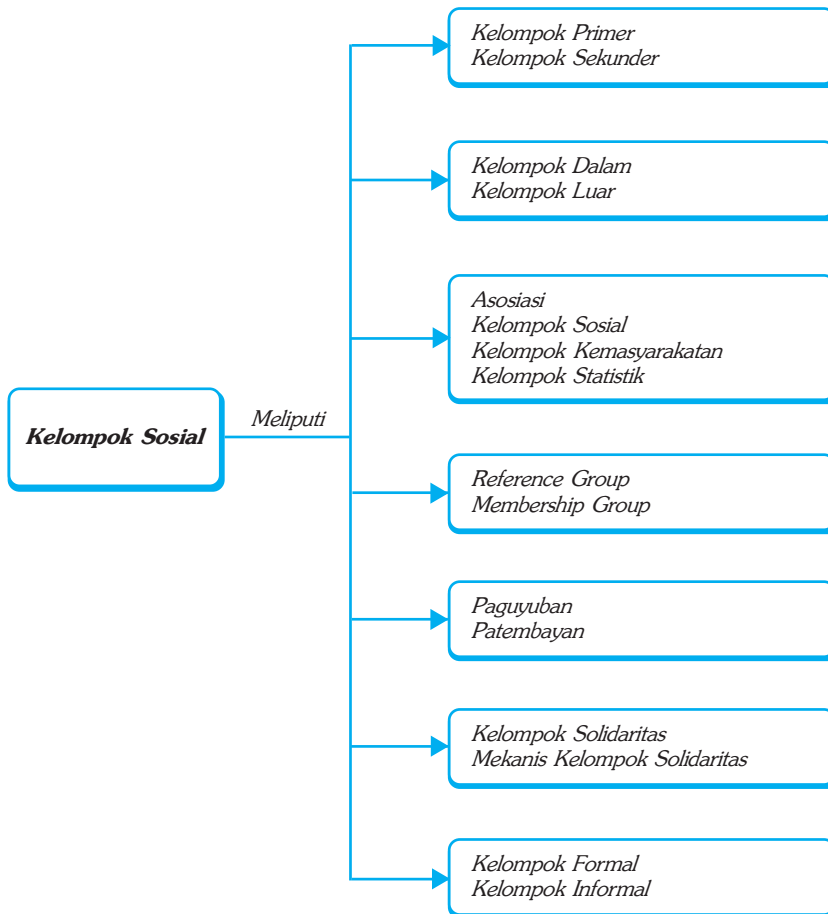 Kelompok Primer
Kelompok Sekunder
Kelompok Dalam
Kelompok Luar
Asosiasi
Kelompok Sosial
Kelompok Kemasyarakatan
Kelompok Statistik
Kelompok Sosial
Meliputi
Reference Group
Membership Group
Paguyuban
Patembayan
Kelompok Solidaritas
Mekanis Kelompok Solidaritas
Kelompok Formal
Kelompok Informal